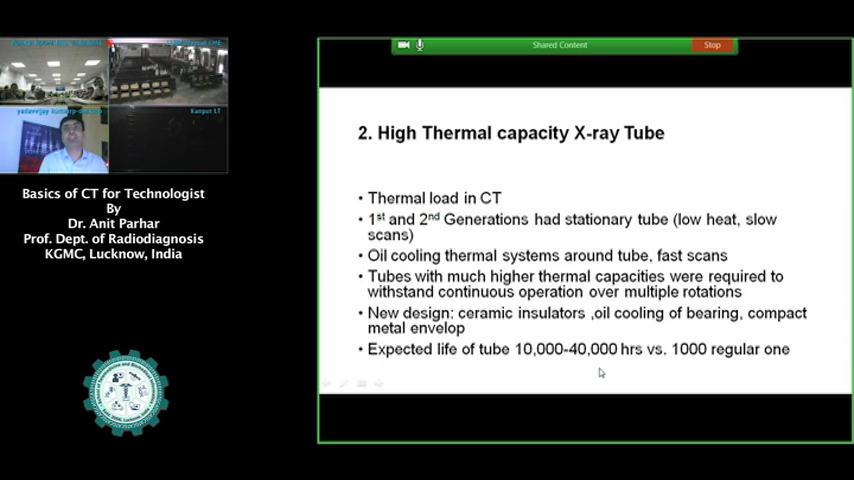 Kanpur LT
Basics of CT for Technologist
By
Dr. Anit Parhar
Prof. Dept. of Radiodiagnosis
KGMC, Lucknow, India
Shared Content
Stop
2. High Thermal capacity X-ray Tube
• Thermal load in CT
• 1st and 2nd Generations had stationary tube (low heat, slow
scans)
• Oil cooling thermal systems around tube, fast scans
• Tubes with much higher thermal capacities were required to
withstand continuous operation over multiple rotations
• New design: ceramic insulators ,oil cooling of bearing, compact
metal envelop
• Expected life of tube 10,000-40,000 hrs vs. 1000 regular one